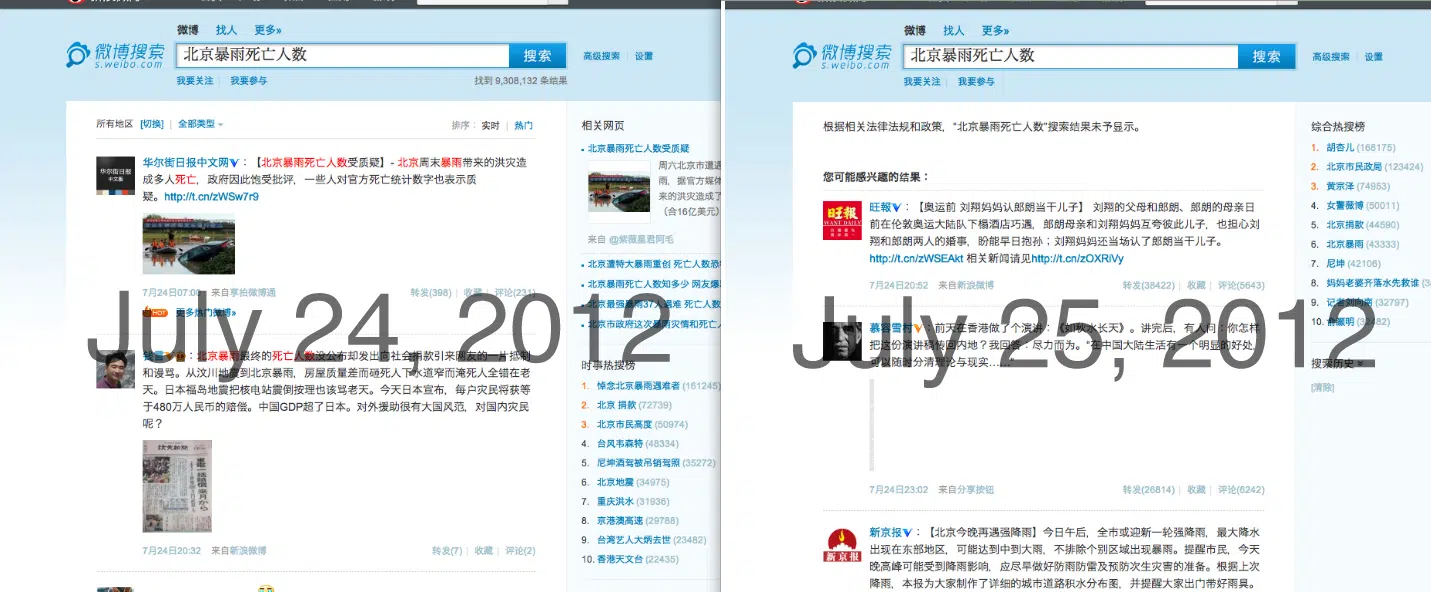 微博 找人 更多»
微博搜索
s.weibo.com
北京暴雨死亡人数
搜索
高级搜索 设置
我要关注 我要参与
找到 9,308,132 条结果
所有地区 [切换] 全部类型
排序： 实时 热门
华尔街日报中文网：【北京暴雨死亡人数受质疑】- 北京周末暴雨带来的洪灾造
成多人死亡，政府因此饱受批评，一些人对官方死亡统计数字也表示质
疑。http://t.cn/zWSw7r9
7月24日07:00 来自享拍微博通
转发(398) 收藏 评论(231)
HOT 更多热门微博»
：北京暴雨最终的死亡人数没公布却发出向社会捐款引来网友的一片抵制
和谩骂。从汶川地震到北京暴雨，房屋质量差而砸死人下水道窄而淹死人全错在老
天。日本福岛地震把核电站震倒按理也该骂老天。今天日本宣布，每户灾民将获等
于480万人民币的赔偿。中国GDP超了日本。对外援助很有大国风范，对国内灾民
呢？
7月24日20:32 来自新浪微博
转发(7) 收藏 评论(2)
相关网页
北京暴雨死亡人数受质疑
周六北京市遭遇
雨，据官方媒体
来的洪灾造成了
（合16亿美元）
来自 @紫薇星君阿毛
北京遭特大暴雨重创 死亡人数恐
北京暴雨死亡人数知多少 网友爆
北京最强暴雨37人遇难 死亡人数
北京市政府这次暴雨灾情和死亡人
时事热搜榜
1. 悼念北京暴雨遇难者 (161245)
2. 北京 捐款 (72739)
3. 北京市民高度 (50974)
4. 台风韦森特 (48334)
5. 尼坤酒驾被吊销驾照 (35272)
6. 北京地震 (34975)
7. 重庆洪水 (31936)
8. 京港澳高速 (29788)
9. 台湾艺人大炳去世 (23482)
10. 香港天文台 (22435)
July 24, 2012
微博 找人 更多»
微博搜索
s.weibo.com
北京暴雨死亡人数
搜索
高级搜索 设置
我要关注 我要参与
根据相关法律法规和政策，“北京暴雨死亡人数”搜索结果未予显示。
您可能感兴趣的结果：
旺報
WANT DAILY
旺報：【奥运前 刘翔妈妈认郎朗当干儿子】 刘翔的父母和郎朗、郎朗的母亲日
前在伦敦奥运大陆队下榻酒店巧遇，郎朗母亲和刘翔妈妈互夸彼此儿子，也担心刘
翔和郎朗两人的婚事，盼能早日抱孙；刘翔妈妈还当场认了郎朗当干儿子。
http://t.cn/zWSEAkt 相关新闻请见http://t.cn/zOXRiVy
7月24日20:52 来自新浪微博
转发(38422) 收藏 评论(5643)
慕容雪村：前天在香港做了个演讲：《如秋水长天》。讲完后，有人问：你怎样
把这份演讲稿传回内地？我回答：尽力而为。“在中国大陆生活有一个明显的好处，
可以随时分清理论与现实……”
7月24日23:02 来自分享按钮
转发(26814) 收藏 评论(6242)
新京报
新京报：【北京今晚再遇强降雨】今日午后，全市或迎新一轮强降雨，最大降水
出现在东部地区，可能达到中到大雨，不排除个别区域出现暴雨。提醒市民，今天
晚高峰可能受到降雨影响，应尽早做好防雨防雷及预防次生灾害的准备。根据上次
降雨，本报为大家制作了详细的城市道路积水分布图，并提醒大家出门带好雨具。
综合热搜榜
1. 胡杏儿 (168175)
2. 北京市民政局 (123424)
3. 黄宗泽 (74953)
4. 女警微博 (50011)
5. 北京捐款 (44590)
6. 北京暴雨 (43333)
7. 尼坤 (42106)
8. 妈妈老婆齐落水先救谁
9. 记者刘向南 (32797)
10. (32482)
搜索历史
[清除]
July 25, 2012